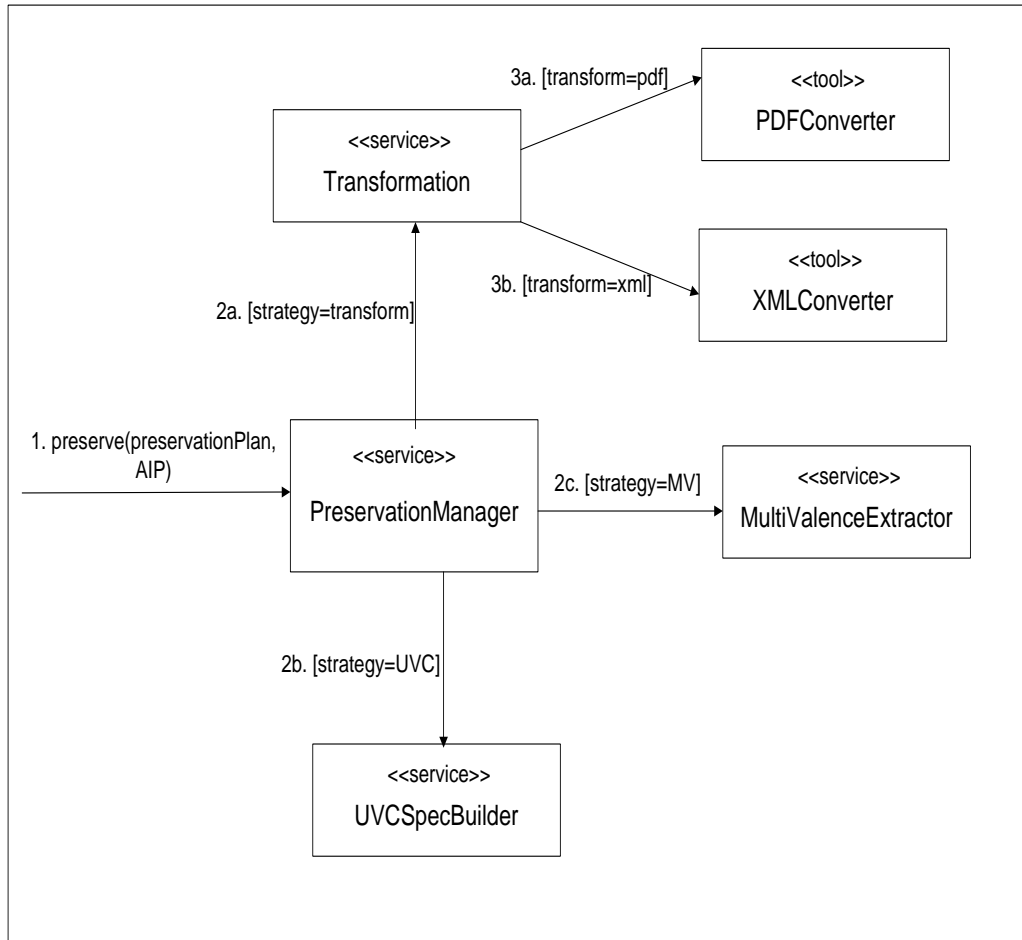 3a. [transform=pdf]
<<tool>>
PDFConverter
<<service>>
Transformation
<<tool>>
XMLConverter
3b. [transform=xml]
2a. [strategy=transform]
1. preserve(preservationPlan,
AIP)
<<service>>
PreservationManager
2c. [strategy=MV]
<<service>>
MultiValenceExtractor
2b. [strategy=UVC]
<<service>>
UVCSpecBuilder